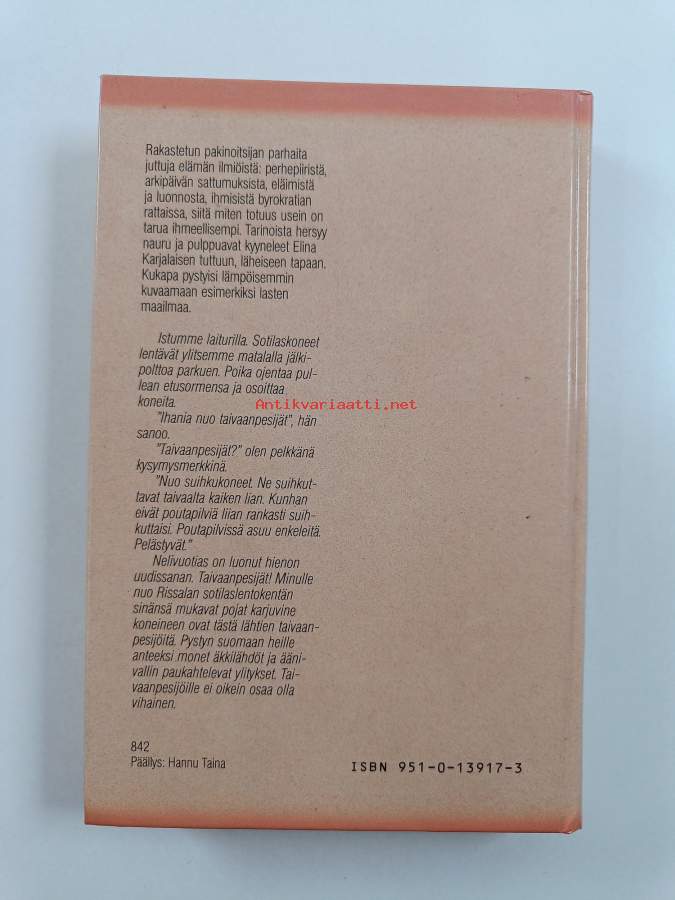 Rakastetun pakinoitsijan parhaita
juttuja elämän ilmiöistä: perhepiiristä,
arkipäivän sattumuksista, eläimistä
ja luonnosta, ihmisistä byrokratian
rattaissa, siitä miten totuus usein on
tarua ihmeellisempi. Tarinoista hersyy
nauru ja pulppuavat kyyneleet Elina
Karjalaisen tuttuun, läheiseen tapaan.
Kukapa pystyisi lämpöisemmin
kuvaamaan esimerkiksi lasten
maailmaa.
Istumme laiturilla. Sotilaskoneet
lentävät ylitsemme matalalla jälki-
polttoa parkuen. Poika ojentaa pul-
lean etusormensa ja osoittaa
koneita.
Antikvariaatti.net
"Ihania nuo taivaanpesijät", hän
sanoo.
"Taivaanpesijät?" olen pelkkänä
kysymysmerkkinä.
"Nuo suihkukoneet. Ne suihkut-
tavat taivaalta kaiken lian. Kunhan
eivät poutapilviä liian rankasti suih-
kuttaisi. Poutapilvissä asuu enkeleitä.
Pelästyvät."
Nelivuotias on luonut hienon
uudissanan. Taivaanpesijät! Minulle
nuo Rissalan sotilaslentokentän
sinänsä mukavat pojat karjuvine
koneineen ovat tästä lähtien taivaan-
pesijöitä. Pystyn suomaan heille
anteeksi monet äkkilähdöt ja ääni-
vallin paukahtelevat ylitykset. Tai-
vaanpesijöille ei oikein osaa olla
vihainen.
842
Päällys: Hannu Taina
ISBN 951-0-13917-3